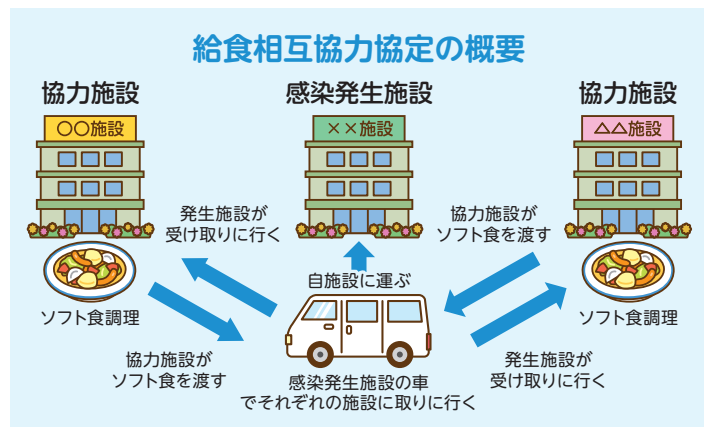 給食相互協力協定の概要
協力施設
〇〇施設
ソフト食調理
感染発生施設
××施設
協力施設
△△施設
ソフト食調理
発生施設が
受け取りに行く
協力施設が
ソフト食を渡す
自施設に運ぶ
協力施設が
ソフト食を渡す
発生施設が
受け取りに行く
感染発生施設の車
でそれぞれの施設に取りに行く